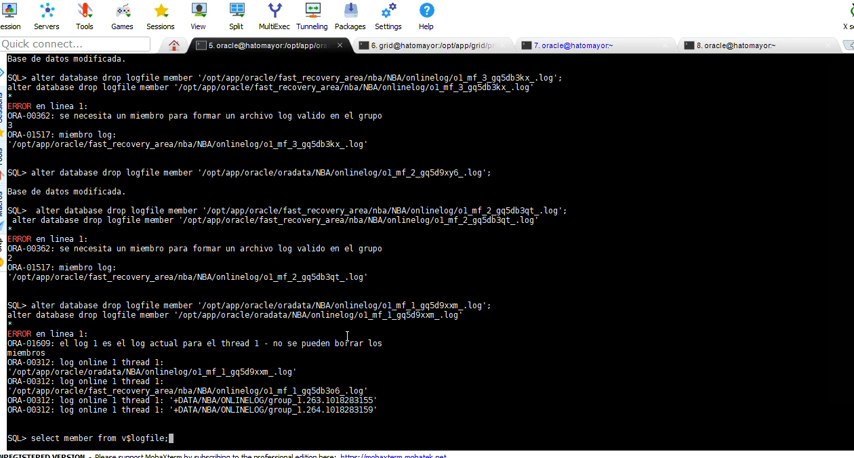 Servers
Tools
Games
Sessions
View
Split
MultiExec
Tunneling
Packages
Settings
Help
Quick connect...
5. oracle@hatomayor:/opt/app/ora
6. grid@hatomayor:/opt/app/grid/
7. oracle@hatomayor:~
8. oracle@hatomayor:~
Base de datos modificada.
SQL> alter database drop logfile member '/opt/app/oracle/fast_recovery_area/nba/NBA/onlinelog/o1_mf_3_gq5db3kx_.log';
alter database drop logfile member '/opt/app/oracle/fast_recovery_area/nba/NBA/onlinelog/o1_mf_3_gq5db3kx_.log'
*
ERROR en linea 1:
ORA-00362: se necesita un miembro para formar un archivo log valido en el grupo
3
ORA-01517: miembro log:
'/opt/app/oracle/fast_recovery_area/nba/NBA/onlinelog/o1_mf_3_gq5db3kx_.log'
SQL> alter database drop logfile member '/opt/app/oracle/oradata/NBA/onlinelog/o1_mf_2_gq5d9xy6_.log';
Base de datos modificada.
SQL>  alter database drop logfile member '/opt/app/oracle/fast_recovery_area/nba/NBA/onlinelog/o1_mf_2_gq5db3qt_.log';
alter database drop logfile member '/opt/app/oracle/fast_recovery_area/nba/NBA/onlinelog/o1_mf_2_gq5db3qt_.log'
*
ERROR en linea 1:
ORA-00362: se necesita un miembro para formar un archivo log valido en el grupo
2
ORA-01517: miembro log:
'/opt/app/oracle/fast_recovery_area/nba/NBA/onlinelog/o1_mf_2_gq5db3qt_.log'
SQL> alter database drop logfile member '/opt/app/oracle/oradata/NBA/onlinelog/o1_mf_1_gq5d9xxm_.log';
alter database drop logfile member '/opt/app/oracle/oradata/NBA/onlinelog/o1_mf_1_gq5d9xxm_.log'
*
ERROR en linea 1:
ORA-01609: el log 1 es el log actual para el thread 1 - no se pueden borrar los
miembros
ORA-00312: log online 1 thread 1:
'/opt/app/oracle/oradata/NBA/onlinelog/o1_mf_1_gq5d9xxm_.log'
ORA-00312: log online 1 thread 1:
'/opt/app/oracle/fast_recovery_area/nba/NBA/onlinelog/o1_mf_1_gq5db3o6_.log'
ORA-00312: log online 1 thread 1: '+DATA/NBA/ONLINELOG/group_1.263.1018283155'
ORA-00312: log online 1 thread 1: '+DATA/NBA/ONLINELOG/group_1.264.1018283159'
SQL> select member from v$logfile;